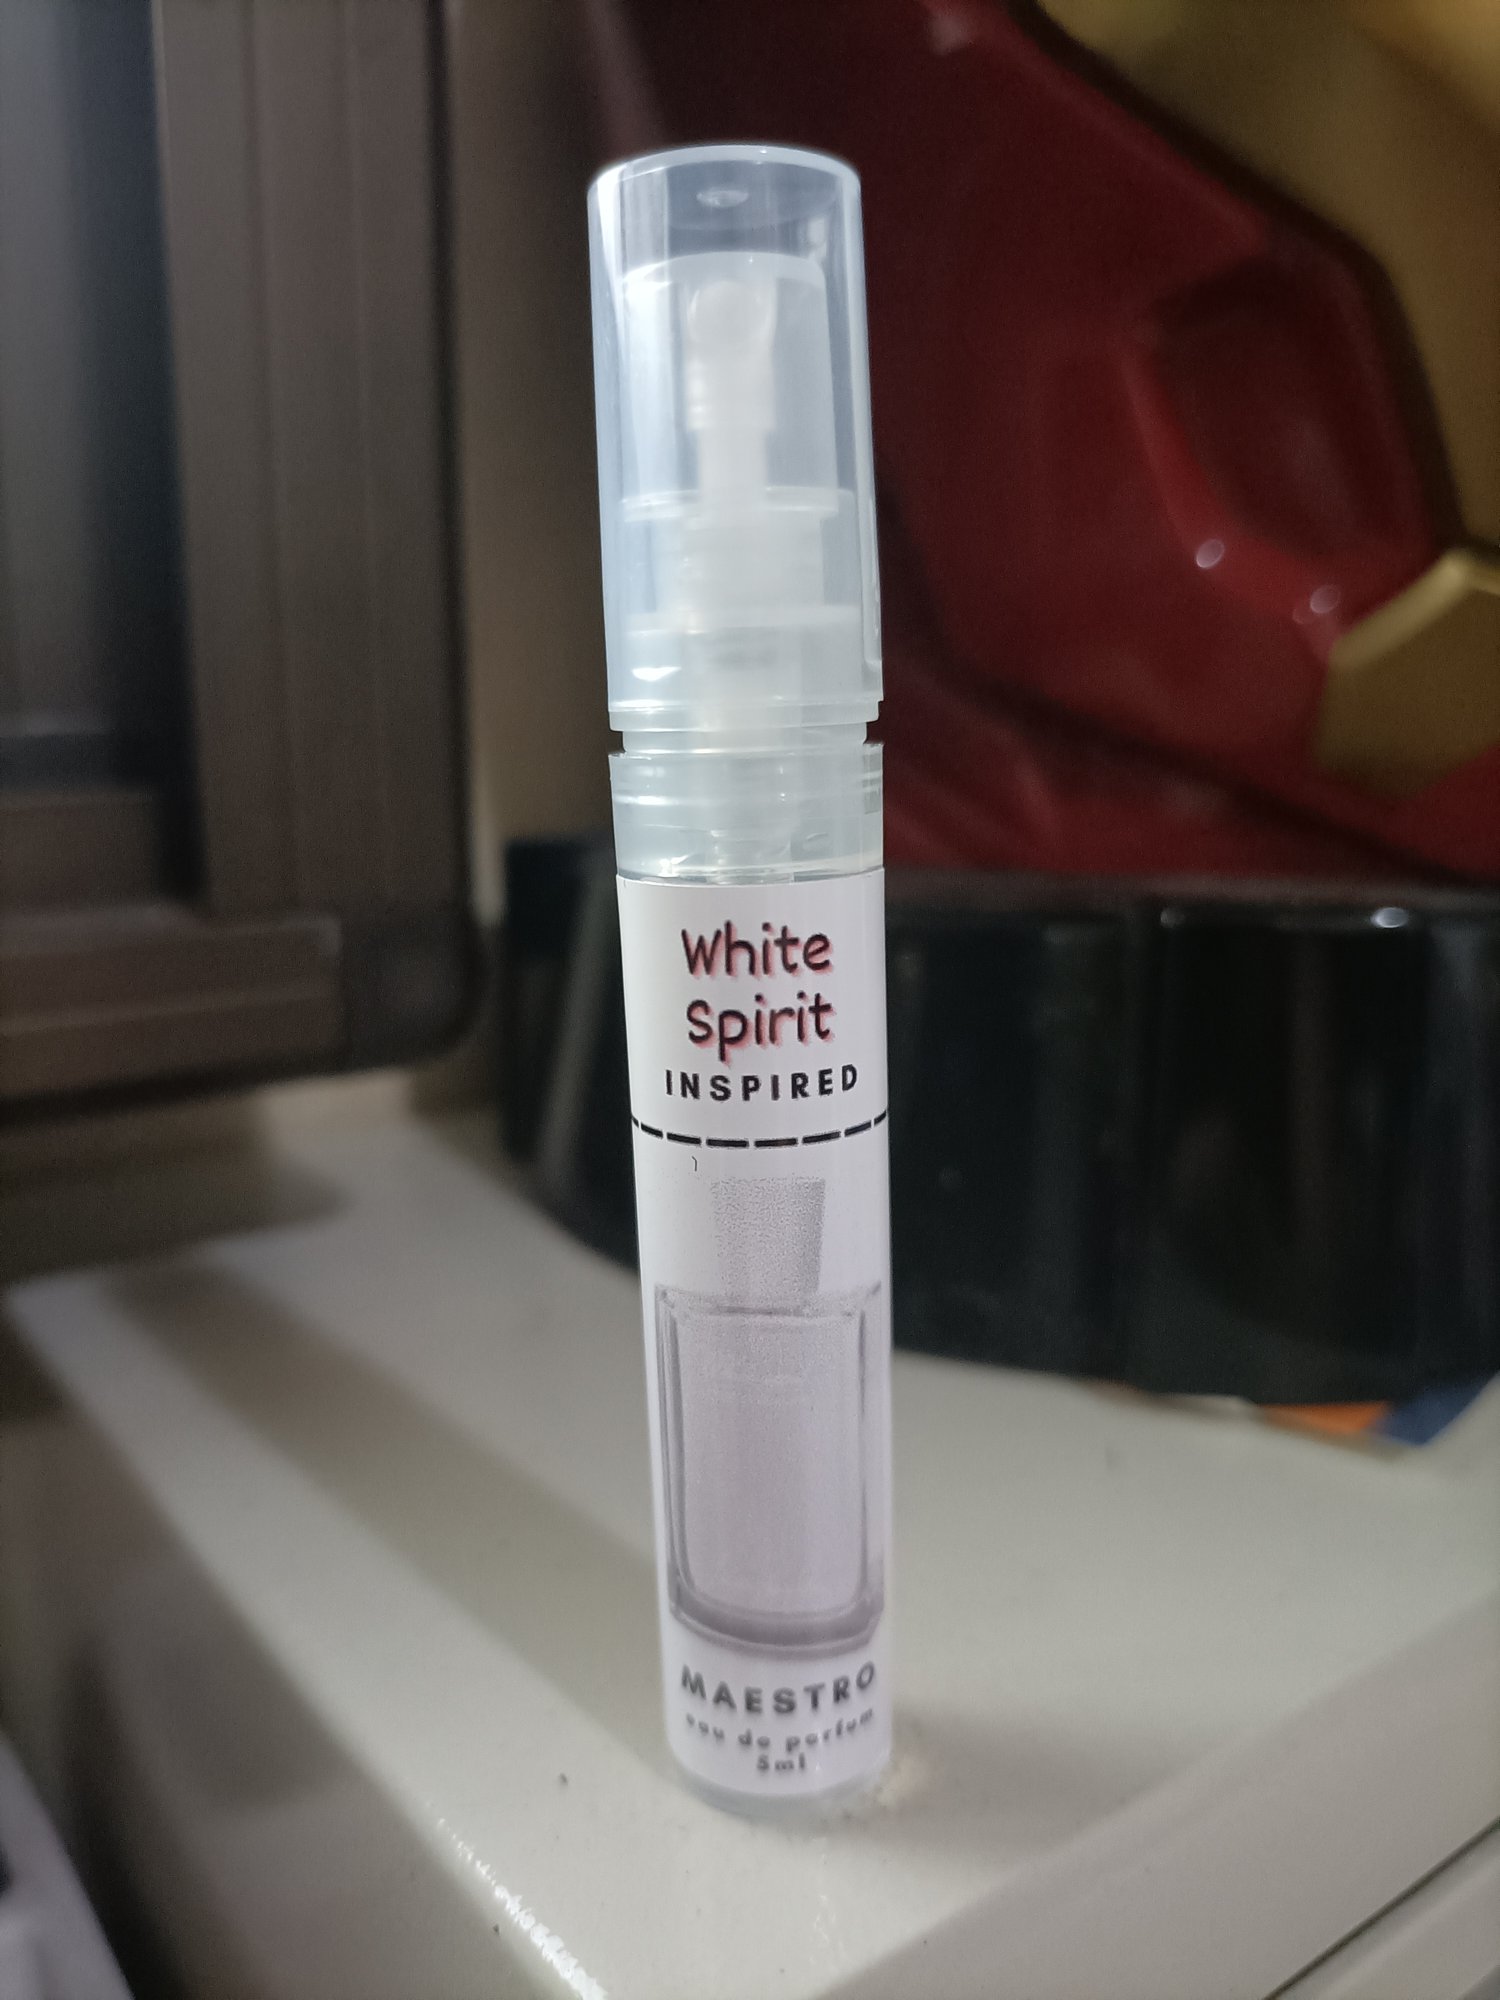 White
Spirit
INSPIRED
MAESTRO
eau de parfum
5ml